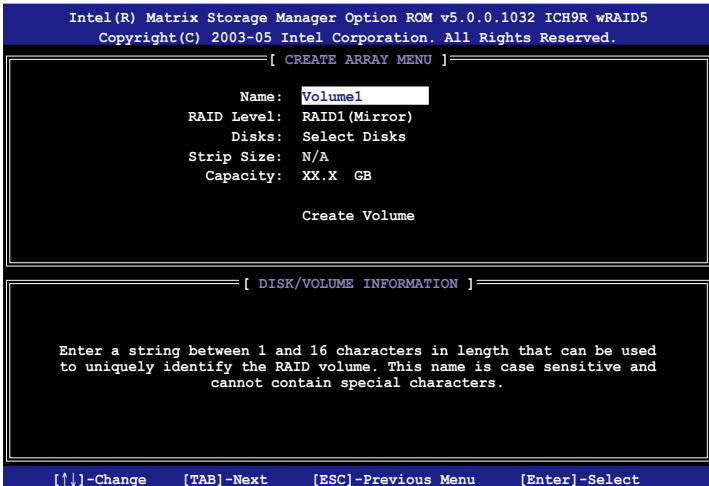 Intel(R) Matrix Storage Manager Option ROM v5.0.0.1032 ICH9R wRAID5
Copyright(C) 2003-05 Intel Corporation. All Rights Reserved.
[ CREATE ARRAY MENU ]
Name: Volume1
RAID Level: RAID1(Mirror)
Disks: Select Disks
Strip Size: N/A
Capacity: XX.X GB
Create Volume
[ DISK/VOLUME INFORMATION ]
Enter a string between 1 and 16 characters in length that can be used
to uniquely identify the RAID volume. This name is case sensitive and
cannot contain special characters.
[↑↓]-Change [TAB]-Next [ESC]-Previous Menu [Enter]-Select